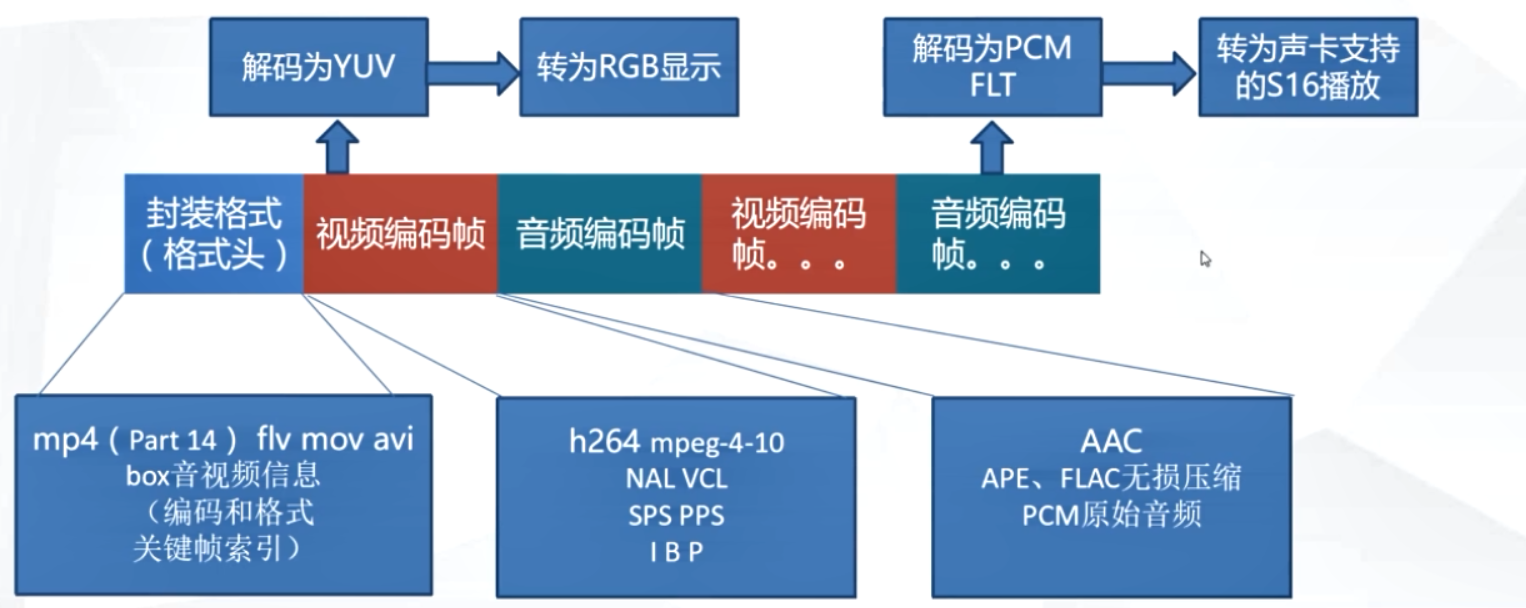 解码为YUV
转为RGB显示
解码为PCM
FLT
转为声卡支持
的S16播放
封装格式
（格式头）
视频编码帧
音频编码帧
视频编码
帧。。。
音频编码
帧。。。
mp4（Part 14） flv mov avi
box音视频信息
（编码和格式
关键帧索引）
h264 mpeg-4-10
NAL VCL
SPS PPS
I B P
AAC
APE、FLAC无损压缩
PCM原始音频